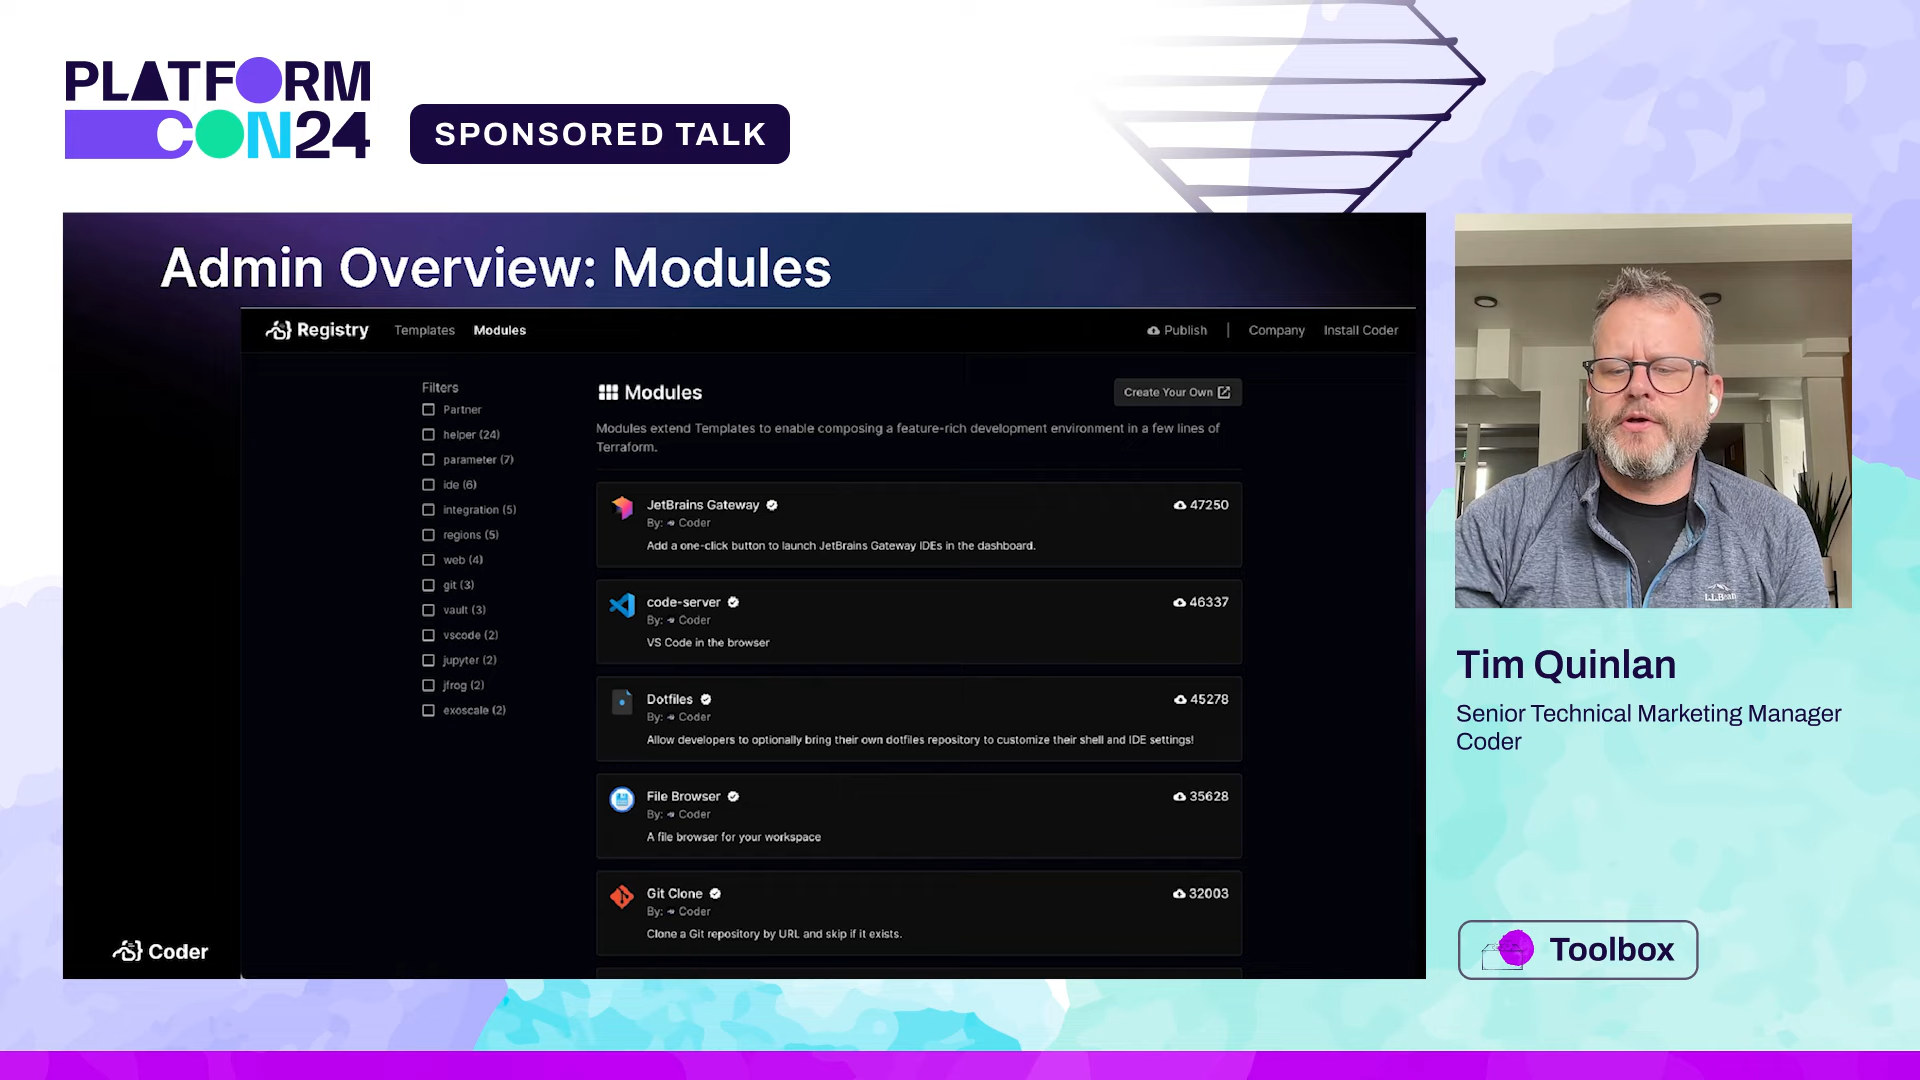 PLATFORM
CON24
SPONSORED TALK
Admin Overview: Modules
Registry
Templates
Modules
Publish
|
Company
Install Coder
Filters
Partner
helper (24)
parameter (7)
ide (6)
integration (5)
regions (5)
web (4)
git (3)
vault (3)
vscode (2)
jupyter (2)
jfrog (2)
exoscale (2)
Modules
Create Your Own
Modules extend Templates to enable composing a feature-rich development environment in a few lines of
Terraform.
JetBrains Gateway
47250
By: Coder
Add a one-click button to launch JetBrains Gateway IDEs in the dashboard.
code-server
46337
By: Coder
VS Code in the browser
Dotfiles
45278
By: Coder
Allow developers to optionally bring their own dotfiles repository to customize their shell and IDE settings!
File Browser
35628
By: Coder
A file browser for your workspace
Git Clone
32003
By: Coder
Clone a Git repository by URL and skip if it exists.
Coder
L.L.Bean
Tim Quinlan
Senior Technical Marketing Manager
Coder
Toolbox